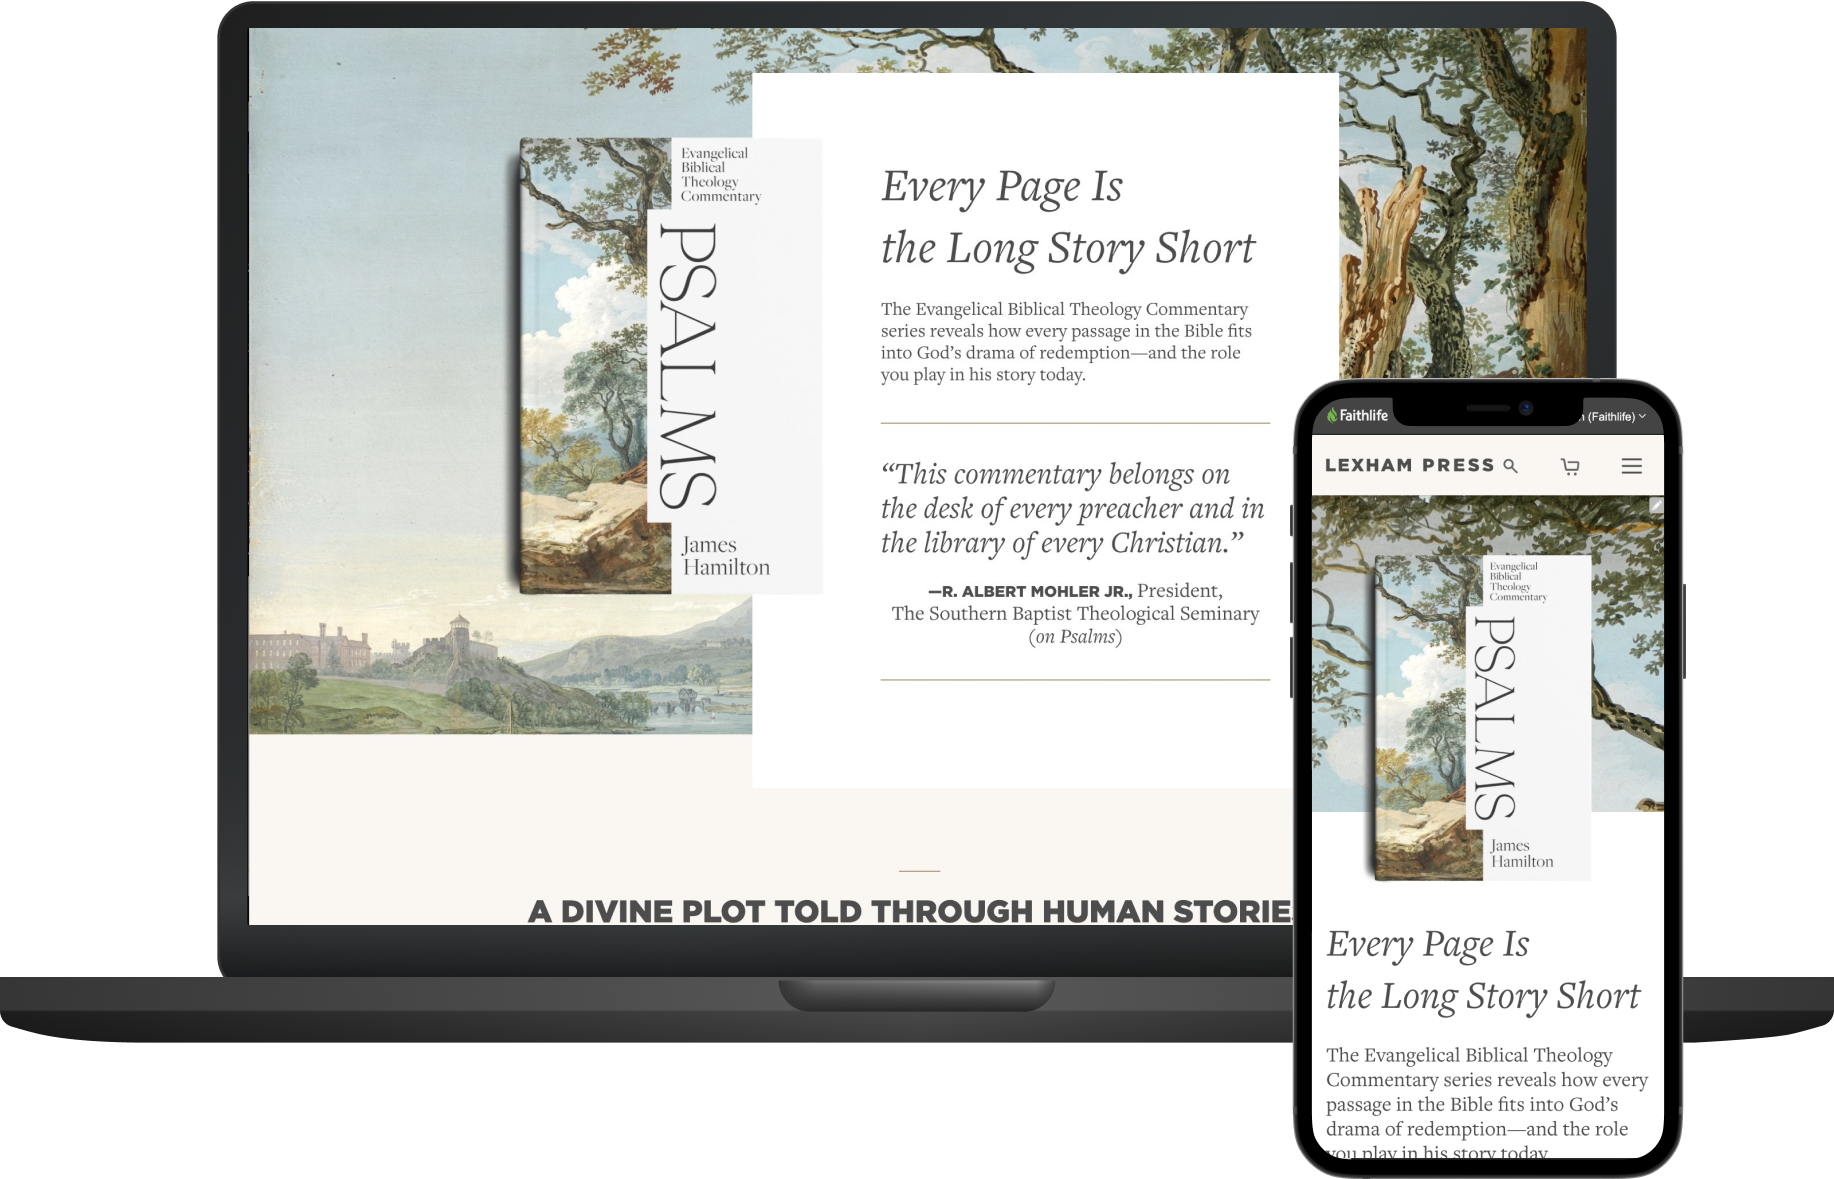 Evangelical
Biblical
Theology
Commentary
PSALMS
James
Hamilton
Every Page Is
the Long Story Short
The Evangelical Biblical Theology Commentary
series reveals how every passage in the Bible fits
into God’s drama of redemption—and the role
you play in his story today.
“This commentary belongs on
the desk of every preacher and in
the library of every Christian.”
—R. ALBERT MOHLER JR., President,
The Southern Baptist Theological Seminary
(on Psalms)
A DIVINE PLOT TOLD THROUGH HUMAN STORIE
Faithlife
(Faithlife)
LEXHAM PRESS
Evangelical
Biblical
Theology
Commentary
PSALMS
James
Hamilton
Every Page Is
the Long Story Short
The Evangelical Biblical Theology
Commentary series reveals how every
passage in the Bible fits into God’s
drama of redemption—and the role
you play in his story today